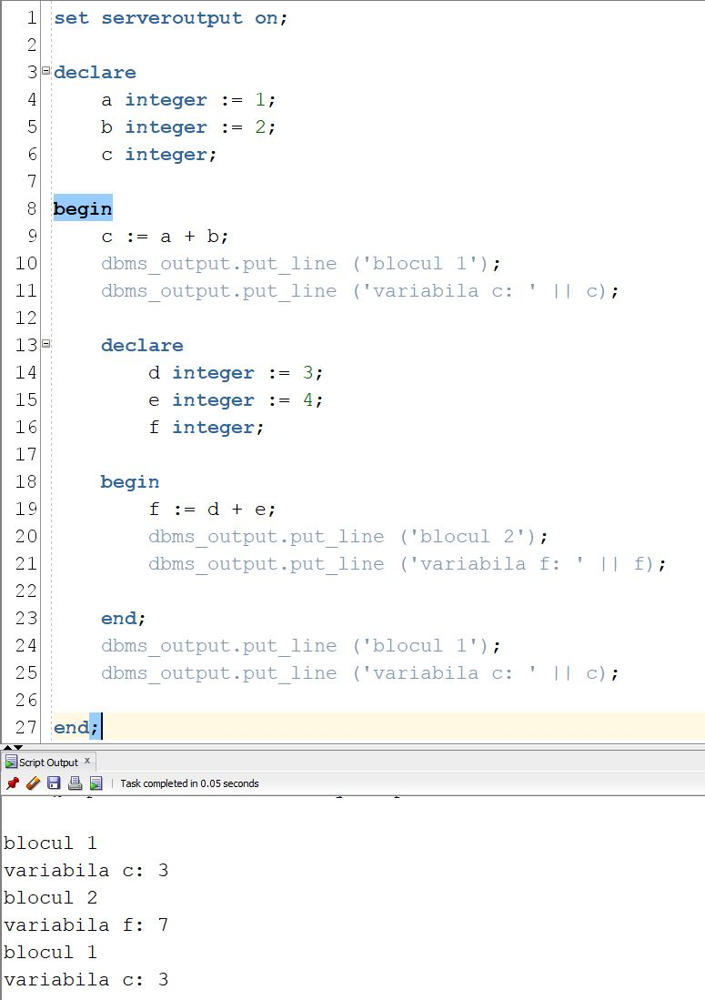 1 set serveroutput on;
2
3 declare
4 a integer := 1;
5 b integer := 2;
6 c integer;
7
8 begin
9 c := a + b;
10 dbms_output.put_line ('blocul 1');
11 dbms_output.put_line ('variabila c: ' || c);
12
13 declare
14 d integer := 3;
15 e integer := 4;
16 f integer;
17
18 begin
19 f := d + e;
20 dbms_output.put_line ('blocul 2');
21 dbms_output.put_line ('variabila f: ' || f);
22
23 end;
24 dbms_output.put_line ('blocul 1');
25 dbms_output.put_line ('variabila c: ' || c);
26
27 end;
Script Output x
Task completed in 0.05 seconds
blocul 1
variabila c: 3
blocul 2
variabila f: 7
blocul 1
variabila c: 3